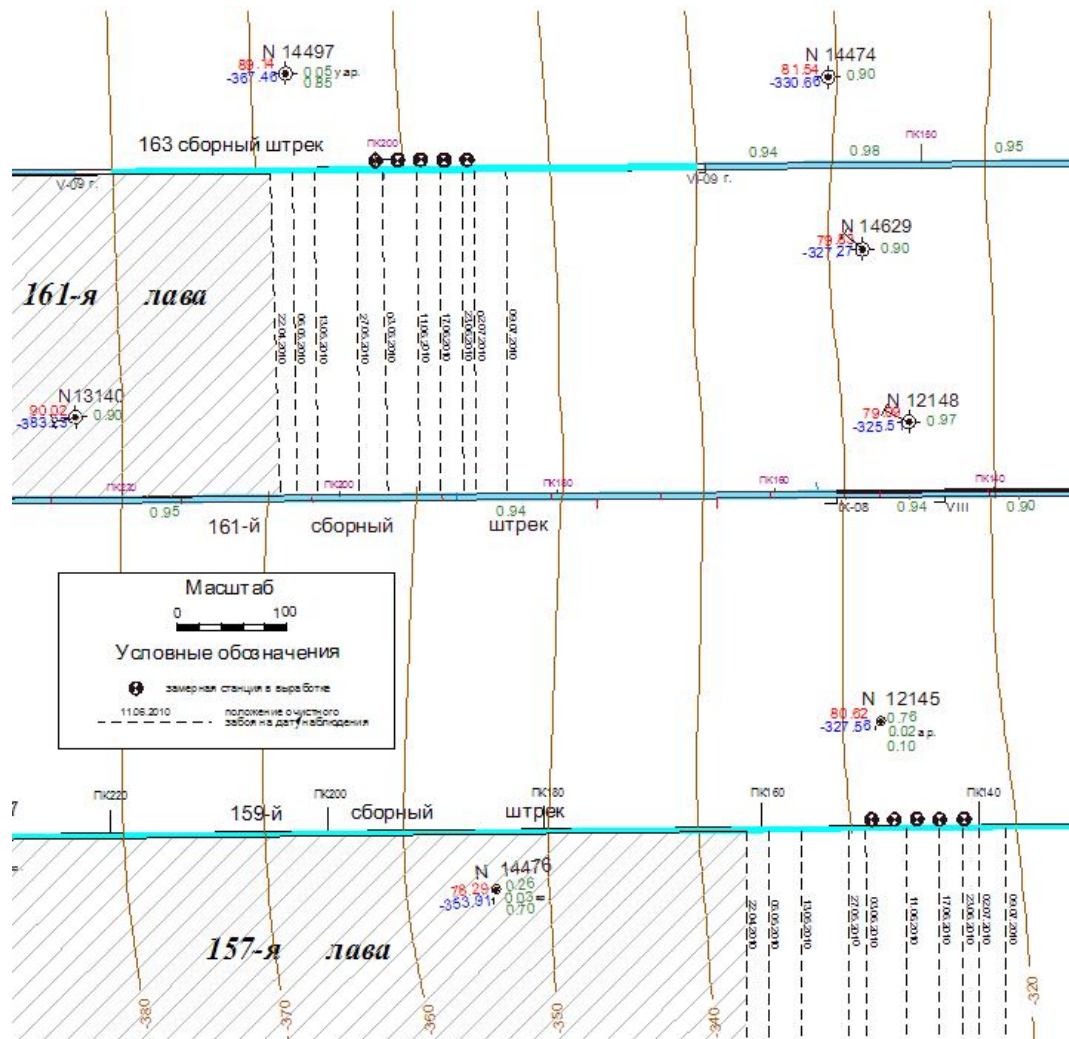 N 14497
89.14
-367.46
0.05 у ар.
0.85
N 14474
81.54
-330.66
0.90
163 сборный штрек
ПК200
ПК150
0.94
0.98
0.95
V-09 г.
VI-09 г.
N 14629
-327.27
0.90
161-я лава
22.04.2010
13.05.2010
27.05.2010
03.06.2010
11.06.2010
17.06.2010
23.06.2010
02.07.2010
09.07.2010
N13140
90.02
-383.23
0.90
N 12148
-325.5
0.97
ПК220
ПК200
ПК180
ПК160
ПК140
0.95
0.94
IX-08
0.94
VIII
0.90
161-й сборный штрек
Масштаб
0 100
Условные обозначения
замерная станция в выработке
11.06.2010
положение очистного
забоя на дату наблюдения
N 12145
80.62
-327.56
0.76
0.02 а.р.
0.10
7
ПК220
ПК200
ПК180
ПК160
ПК140
159-й сборный штрек
N 14476
78.29
-353.91
0.26
0.03
0.70
157-я лава
22.04.2010
13.05.2010
27.05.2010
03.06.2010
11.06.2010
17.06.2010
23.06.2010
02.07.2010
09.07.2010
-380
-370
-360
-350
-340
-320